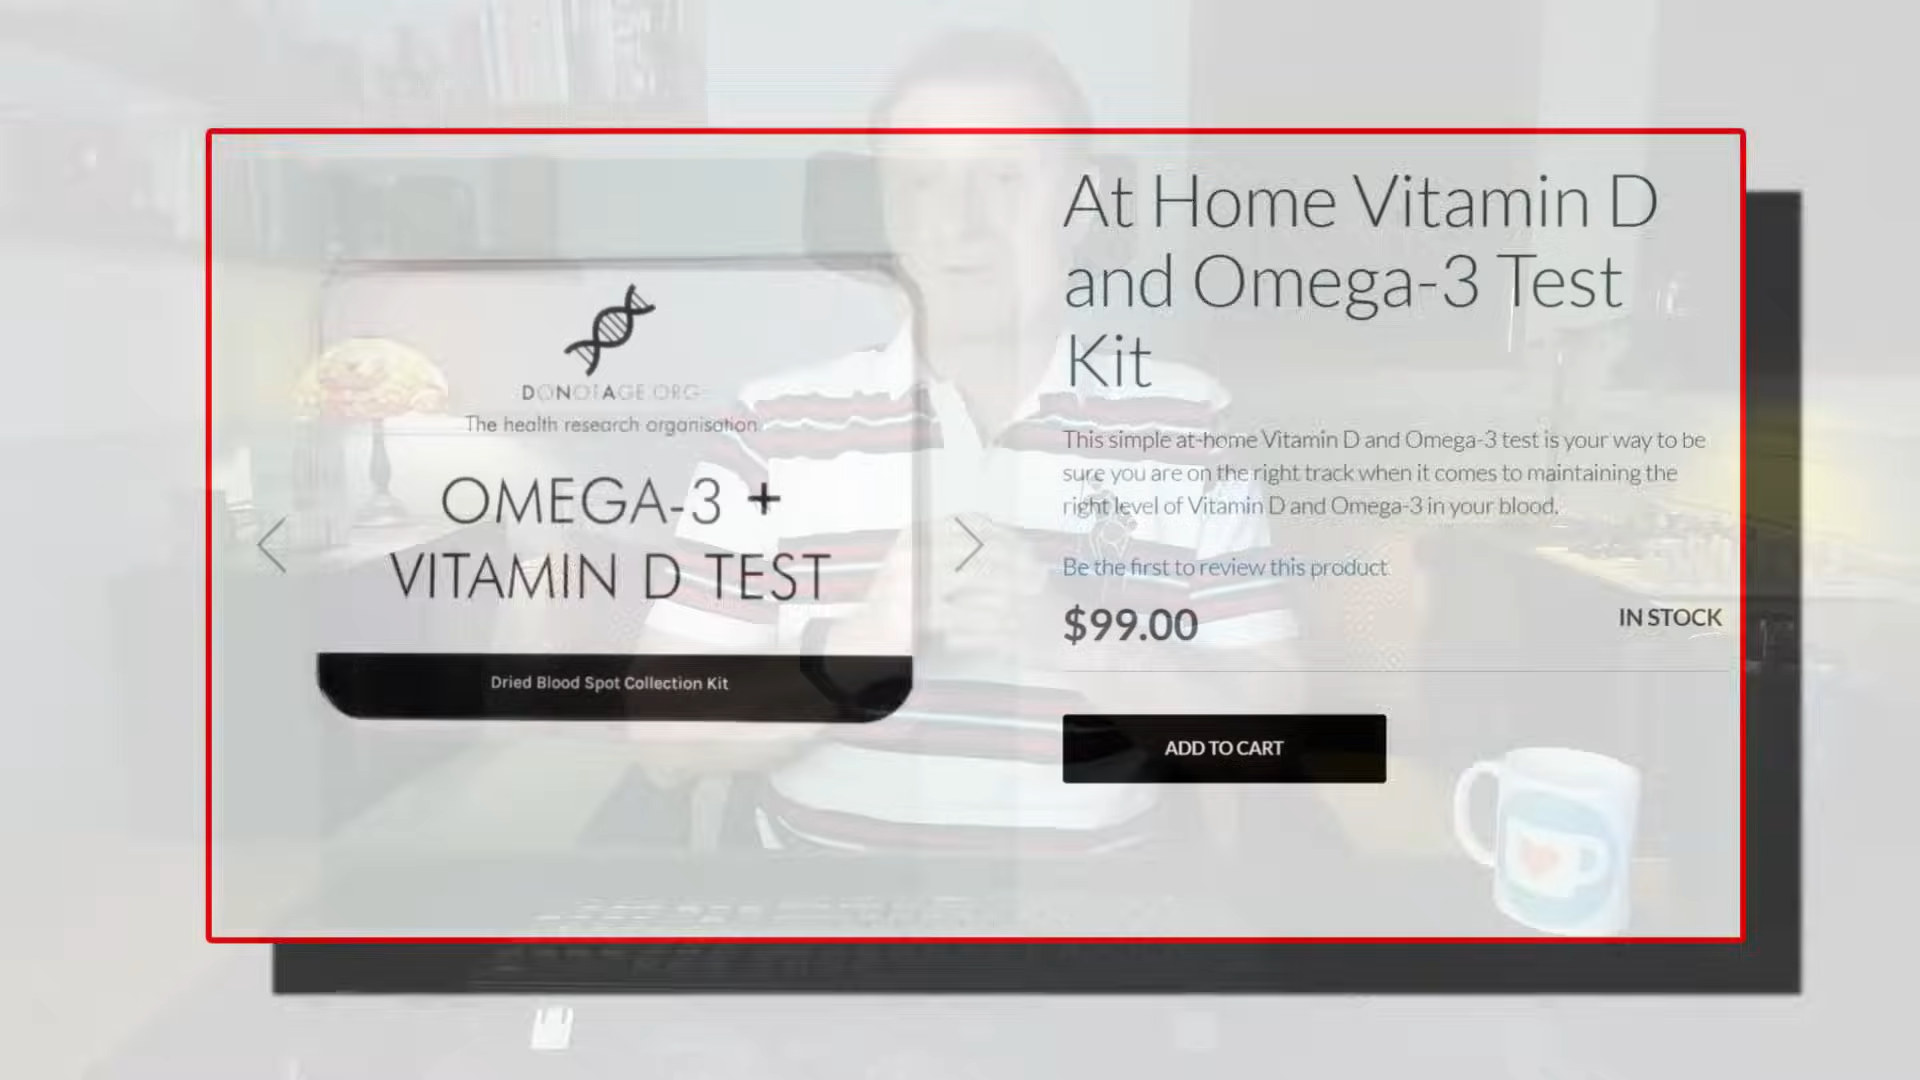 DONOTAGE.ORG
The health research organisation
OMEGA-3 +
VITAMIN D TEST
Dried Blood Spot Collection Kit
At Home Vitamin D
and Omega-3 Test
Kit
This simple at-home Vitamin D and Omega-3 test is your way to be
sure you are on the right track when it comes to maintaining the
right level of Vitamin D and Omega-3 in your blood.
Be the first to review this product
$99.00
IN STOCK
ADD TO CART